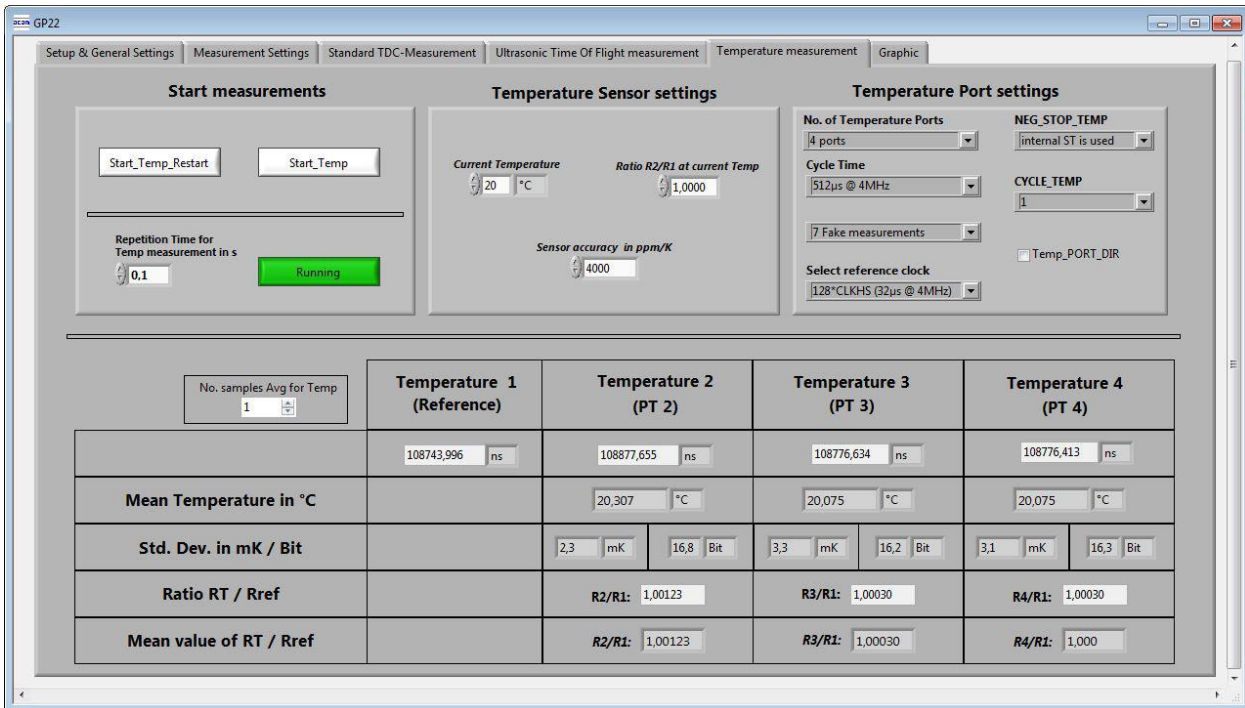 acam GP22
Setup & General Settings Measurement Settings Standard TDC-Measurement Ultrasonic Time Of Flight measurement Temperature measurement Graphic
Start measurements
Start_Temp_Restart Start_Temp
Repetition Time for
Temp measurement in s
0,1 Running
Temperature Sensor settings
Current Temperature Ratio R2/R1 at current Temp
20 °C 1,0000
Sensor accuracy in ppm/K
4000
Temperature Port settings
No. of Temperature Ports NEG_STOP_TEMP
4 ports internal ST is used
Cycle Time CYCLE_TEMP
512µs @ 4MHz 1
7 Fake measurements
Temp_PORT_DIR
Select reference clock
128*CLKHS (32µs @ 4MHz)
No. samples Avg for Temp
1
Temperature 1
(Reference)
Temperature 2
(PT 2)
Temperature 3
(PT 3)
Temperature 4
(PT 4)
108743,996 ns 108877,655 ns 108776,634 ns 108776,413 ns
Mean Temperature in °C 20,307 °C 20,075 °C 20,075 °C
Std. Dev. in mK / Bit 2,3 mK 16,8 Bit 3,3 mK 16,2 Bit 3,1 mK 16,3 Bit
Ratio RT / Rref R2/R1: 1,00123 R3/R1: 1,00030 R4/R1: 1,00030
Mean value of RT / Rref R2/R1: 1,00123 R3/R1: 1,00030 R4/R1: 1,000